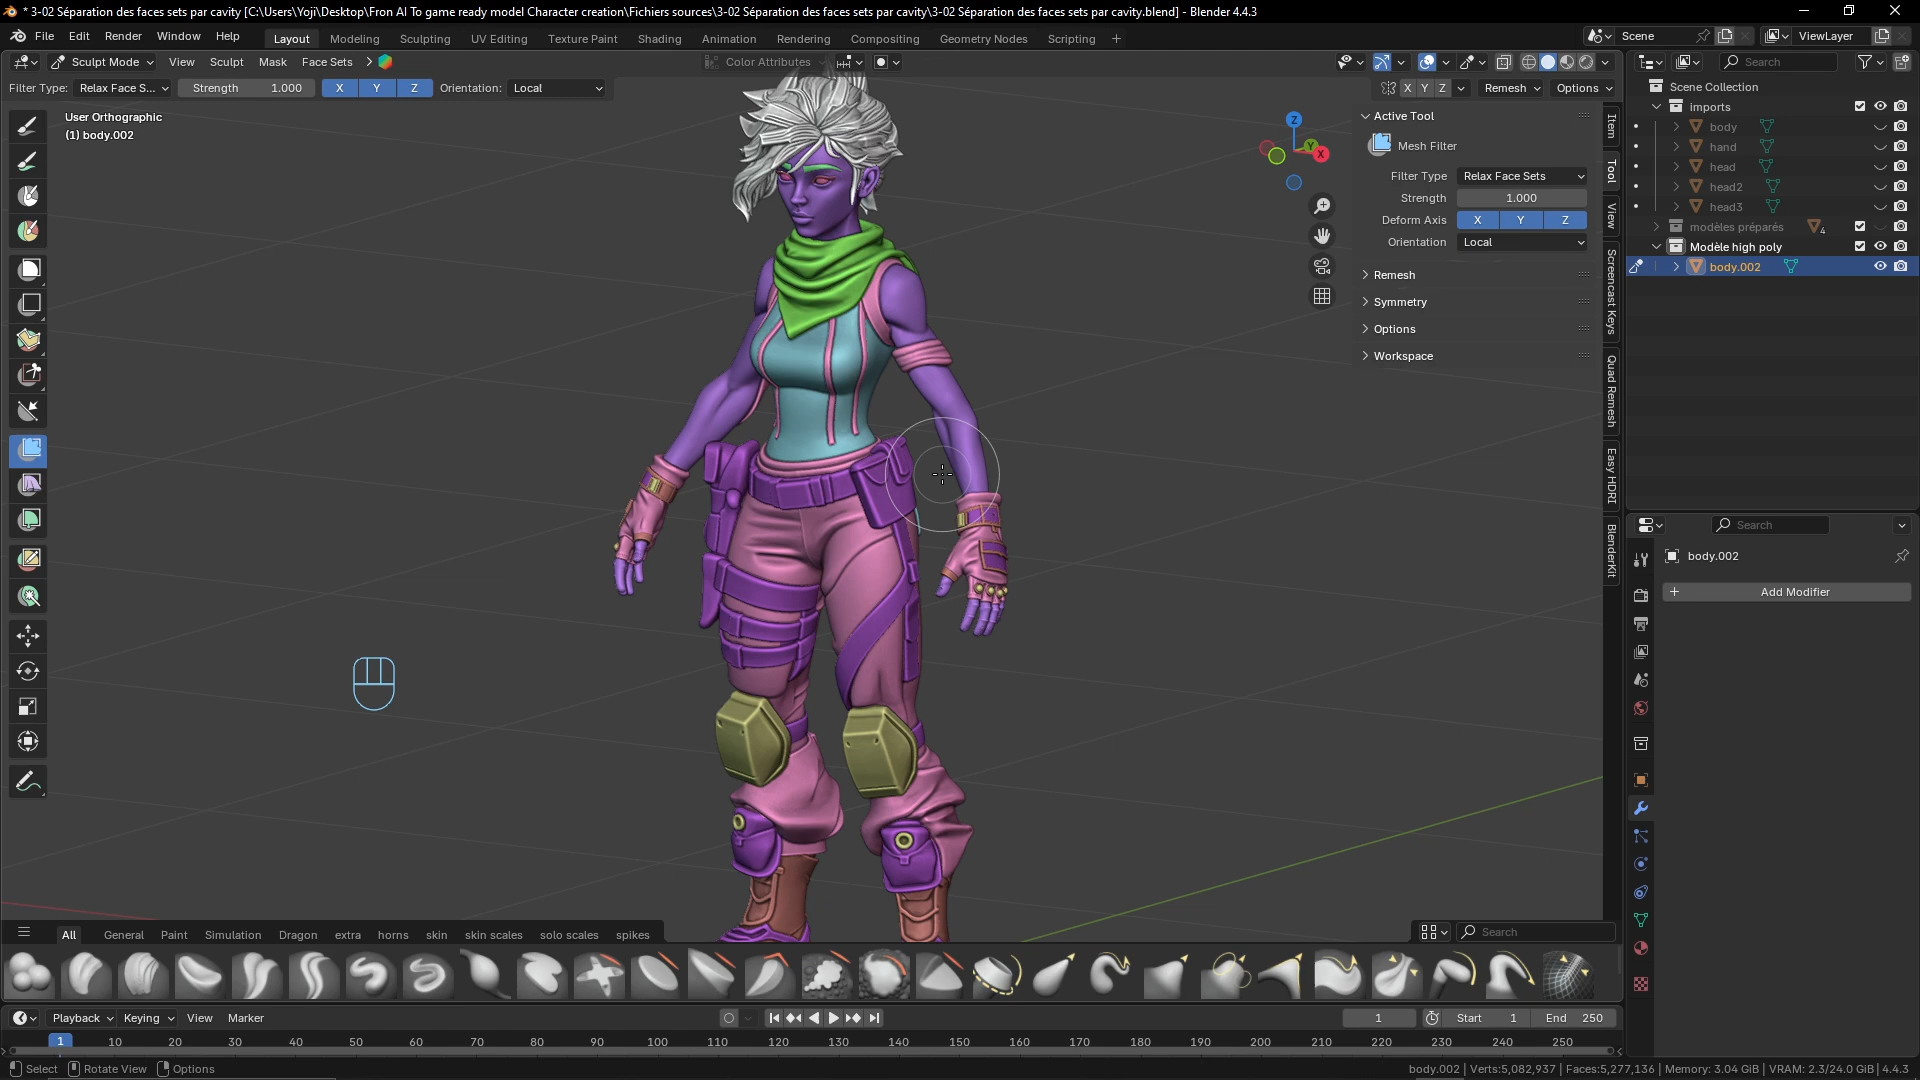 * 3-02 Séparation des faces sets par cavity [C:\Users\Yoji\Desktop\Fron AI To game ready model Character creation\Fichiers sources\3-02 Séparation des faces sets par cavity\3-02 Séparation des faces sets par cavity.blend] - Blender 4.4.3
File Edit Render Window Help Layout Modeling Sculpting UV Editing Texture Paint Shading Animation Rendering Compositing Geometry Nodes Scripting + Scene ViewLayer
Sculpt Mode View Sculpt Mask Face Sets Color Attributes Search
Filter Type: Relax Face S... Strength 1.000 X Y Z Orientation: Local X Y Z Remesh Options
Scene Collection
imports
body
hand
head
head2
head3
modèles préparés 4
Modèle high poly
body.002
User Orthographic
(1) body.002
Z
Y
X
Active Tool
Mesh Filter
Filter Type Relax Face Sets
Strength 1.000
Deform Axis X Y Z
Orientation Local
Remesh
Symmetry
Options
Workspace
Item
Tool
View
Screencast Keys
Quad Remesh
Easy HDRI
BlenderKit
Search
body.002
Add Modifier
All General Paint Simulation Dragon extra horns skin skin scales solo scales spikes Search
Playback Keying View Marker 1 Start 1 End 250
1 10 20 30 40 50 60 70 80 90 100 110 120 130 140 150 160 170 180 190 200 210 220 230 240 250
Select Rotate View Options body.002 | Verts:5,082,937 | Faces:5,277,136 | Memory: 3.04 GiB | VRAM: 2.3/24.0 GiB | 4.4.3